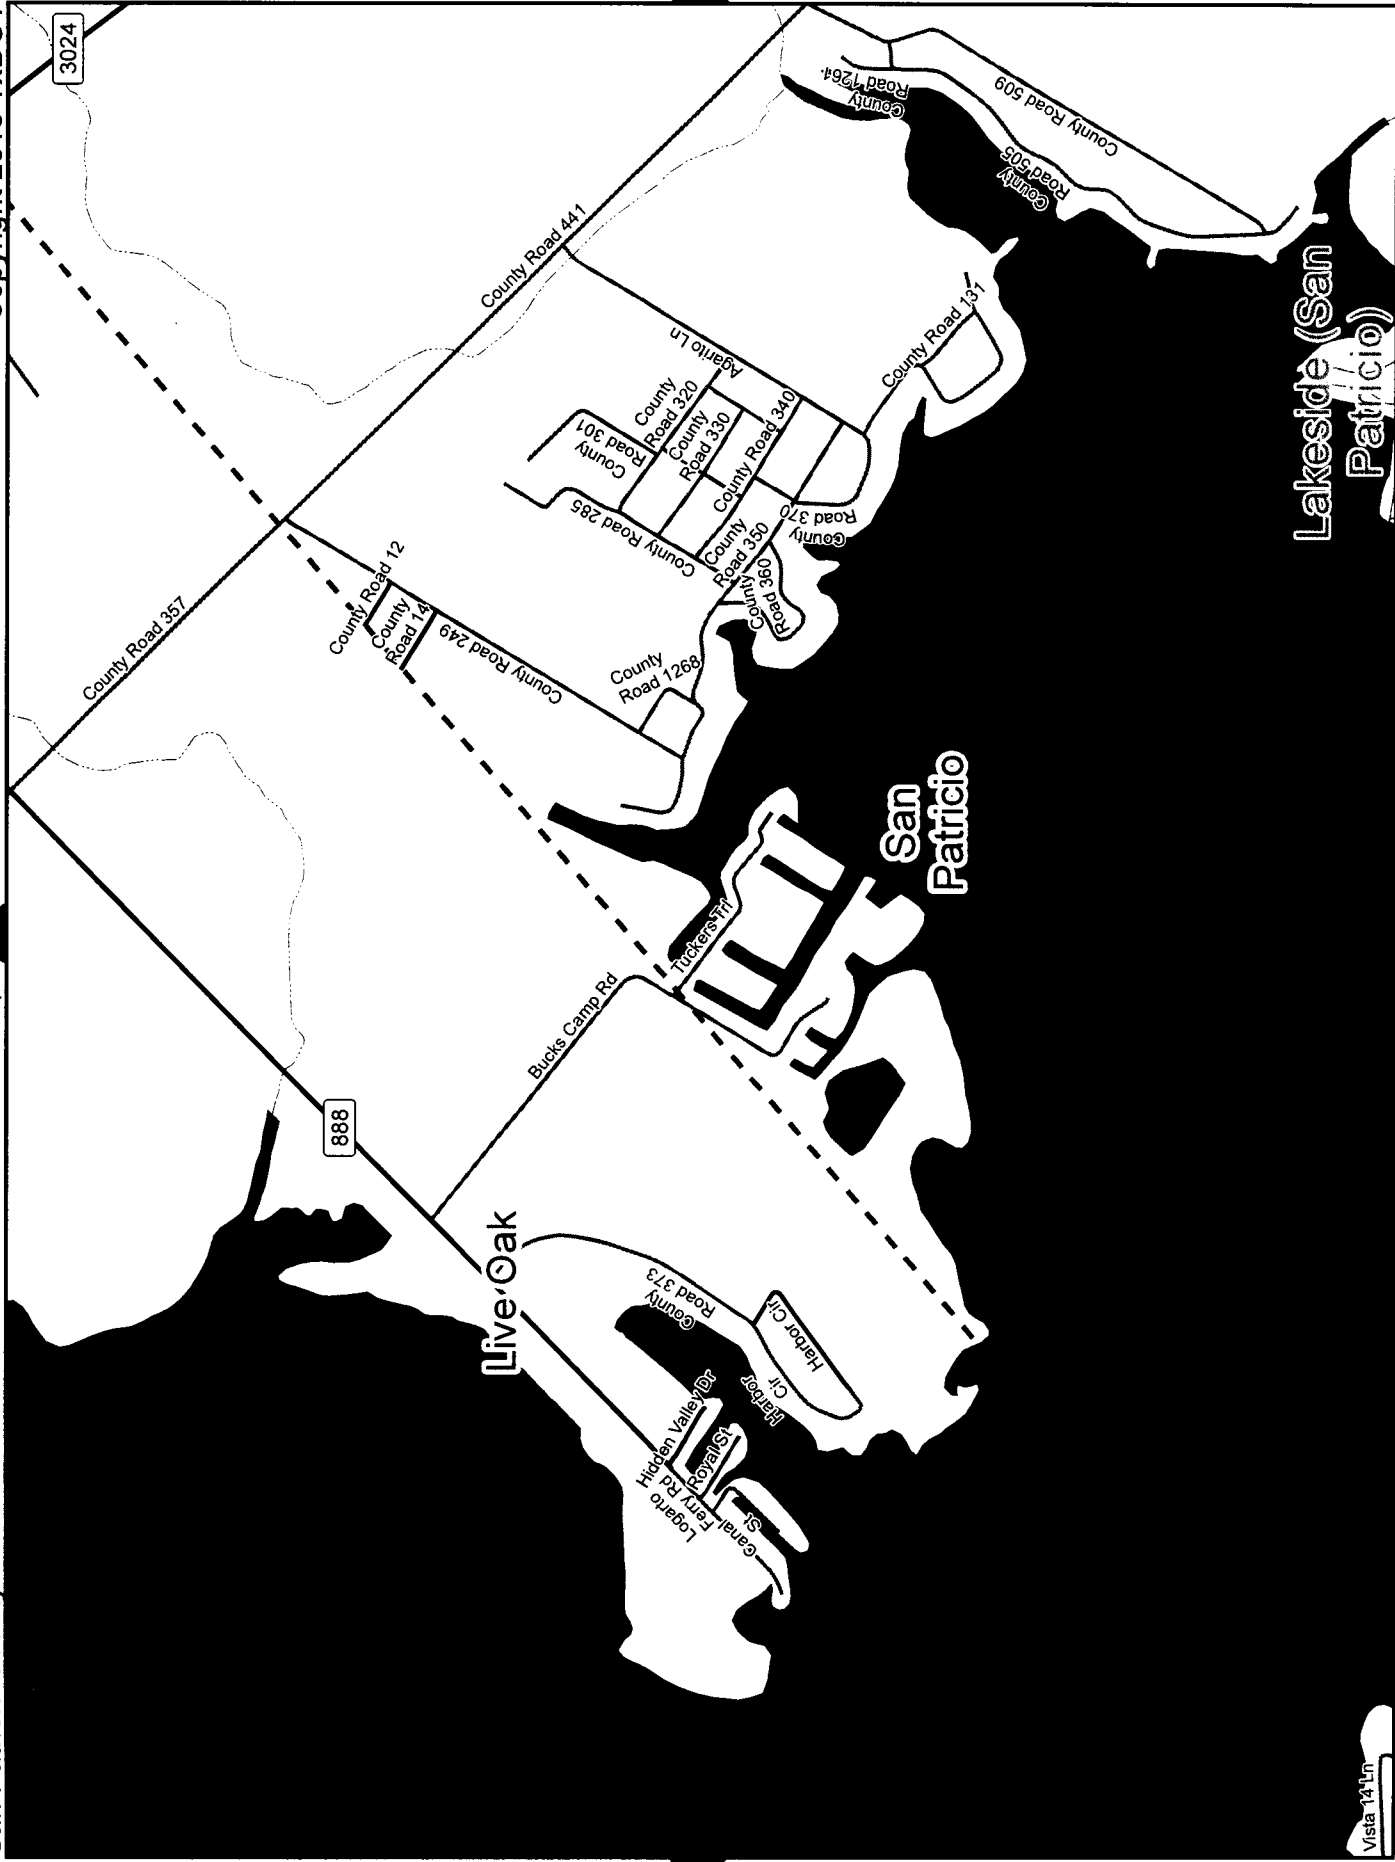 3024
County Road 357
County Road 441
County
Road 1264
County Road 509
County
Road 505
County Road 131
Agarito Ln
County
Road 320
County
Road 301
County
Road 330
County Road 340
County Road 285
County
Road 350
County
Road 370
County
Road 360
County Road 12
County
Road 14
County Road 249
County
Road 1268
Lakeside (San
Patricio)
San
Patricio
Tuckers Trl
Bucks Camp Rd
888
Live Oak
County
Road 373
Harbor Cir
Harbor
Cir
Hidden Valley Dr
Royal St
Logarto
Ferry Rd
Canal
St
Vista 14 Ln